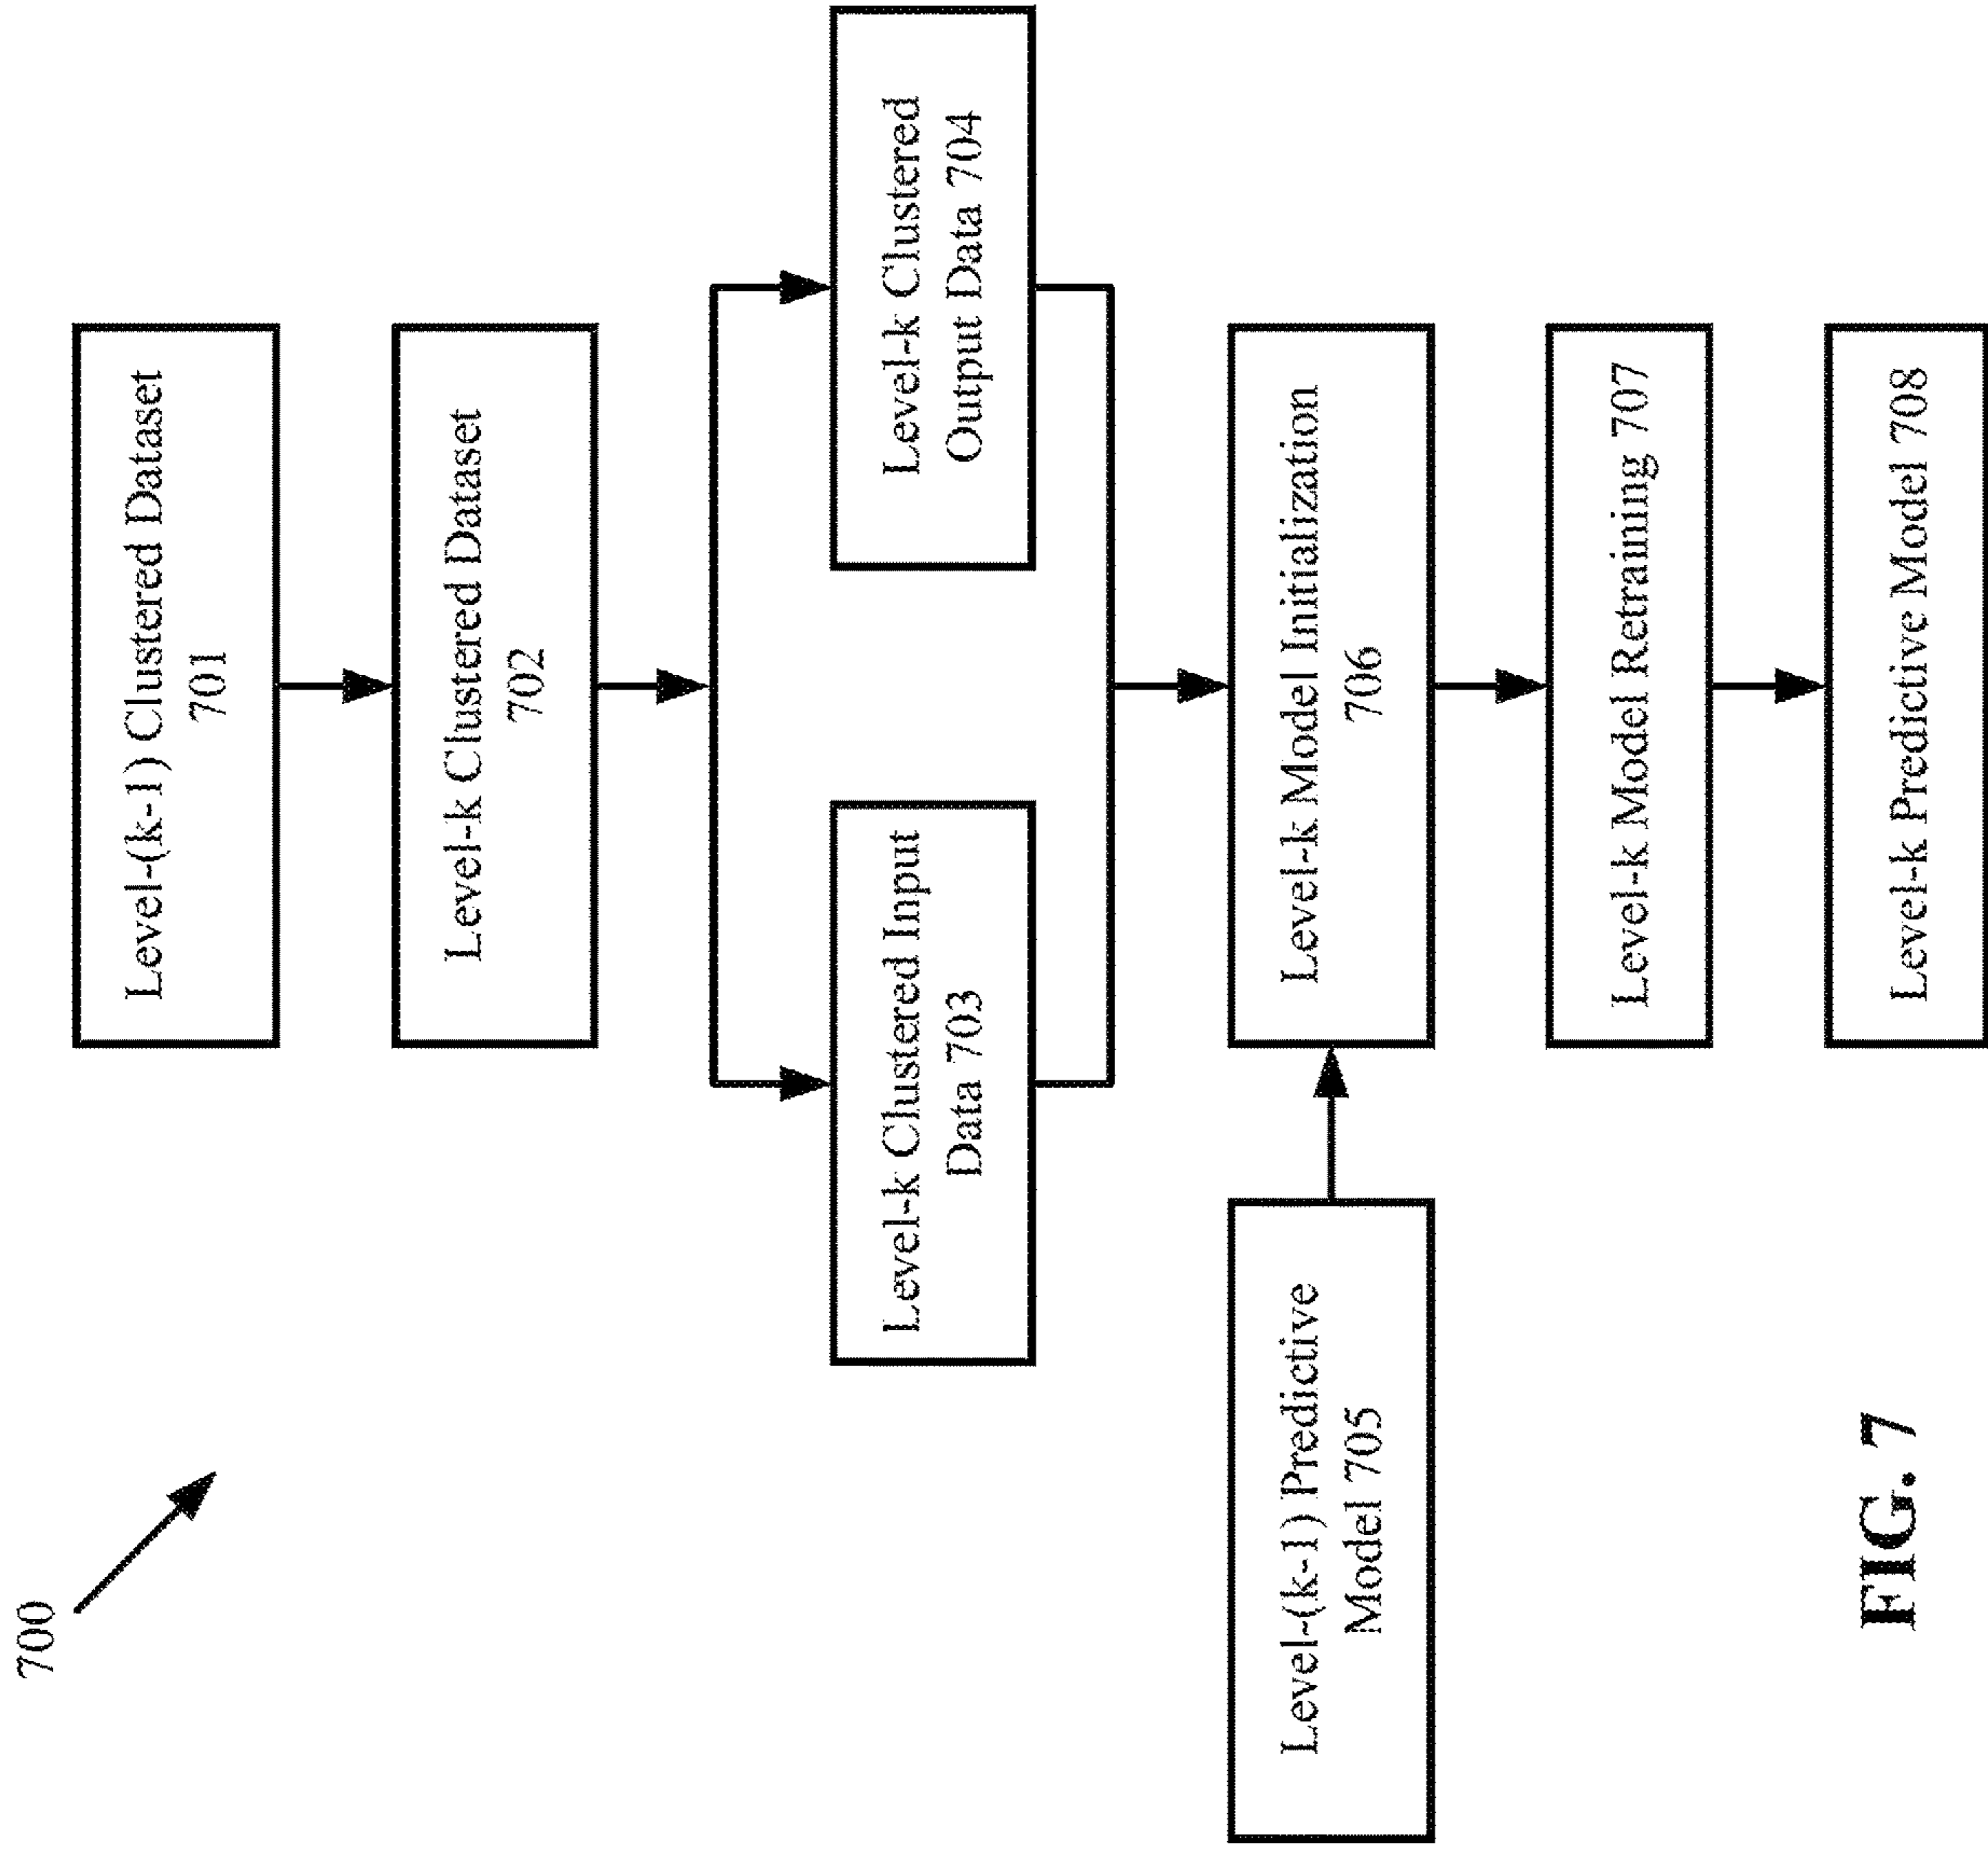 700
Level-(k-1) Clustered Dataset
701
Level-k Clustered Dataset
702
Level-k Clustered Input
Data 703
Level-k Clustered
Output Data 704
Level-(k-1) Predictive
Model 705
Level-k Model Initialization
706
Level-k Model Retraining 707
Level-k Predictive Model 708
FIG. 7